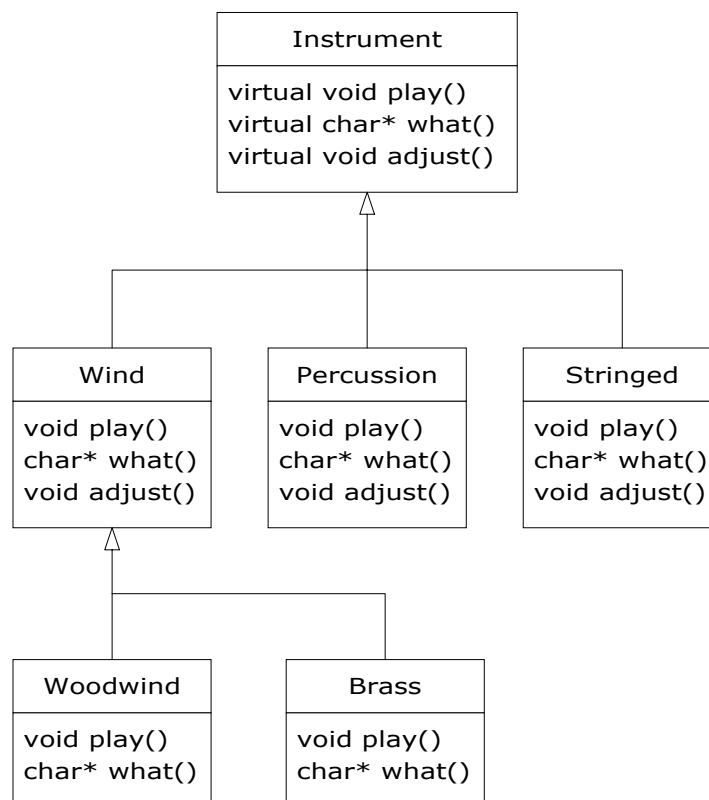 Instrument
virtual void play()
virtual char* what()
virtual void adjust()
Wind
void play()
char* what()
void adjust()
Percussion
void play()
char* what()
void adjust()
Stringed
void play()
char* what()
void adjust()
Woodwind
void play()
char* what()
Brass
void play()
char* what()